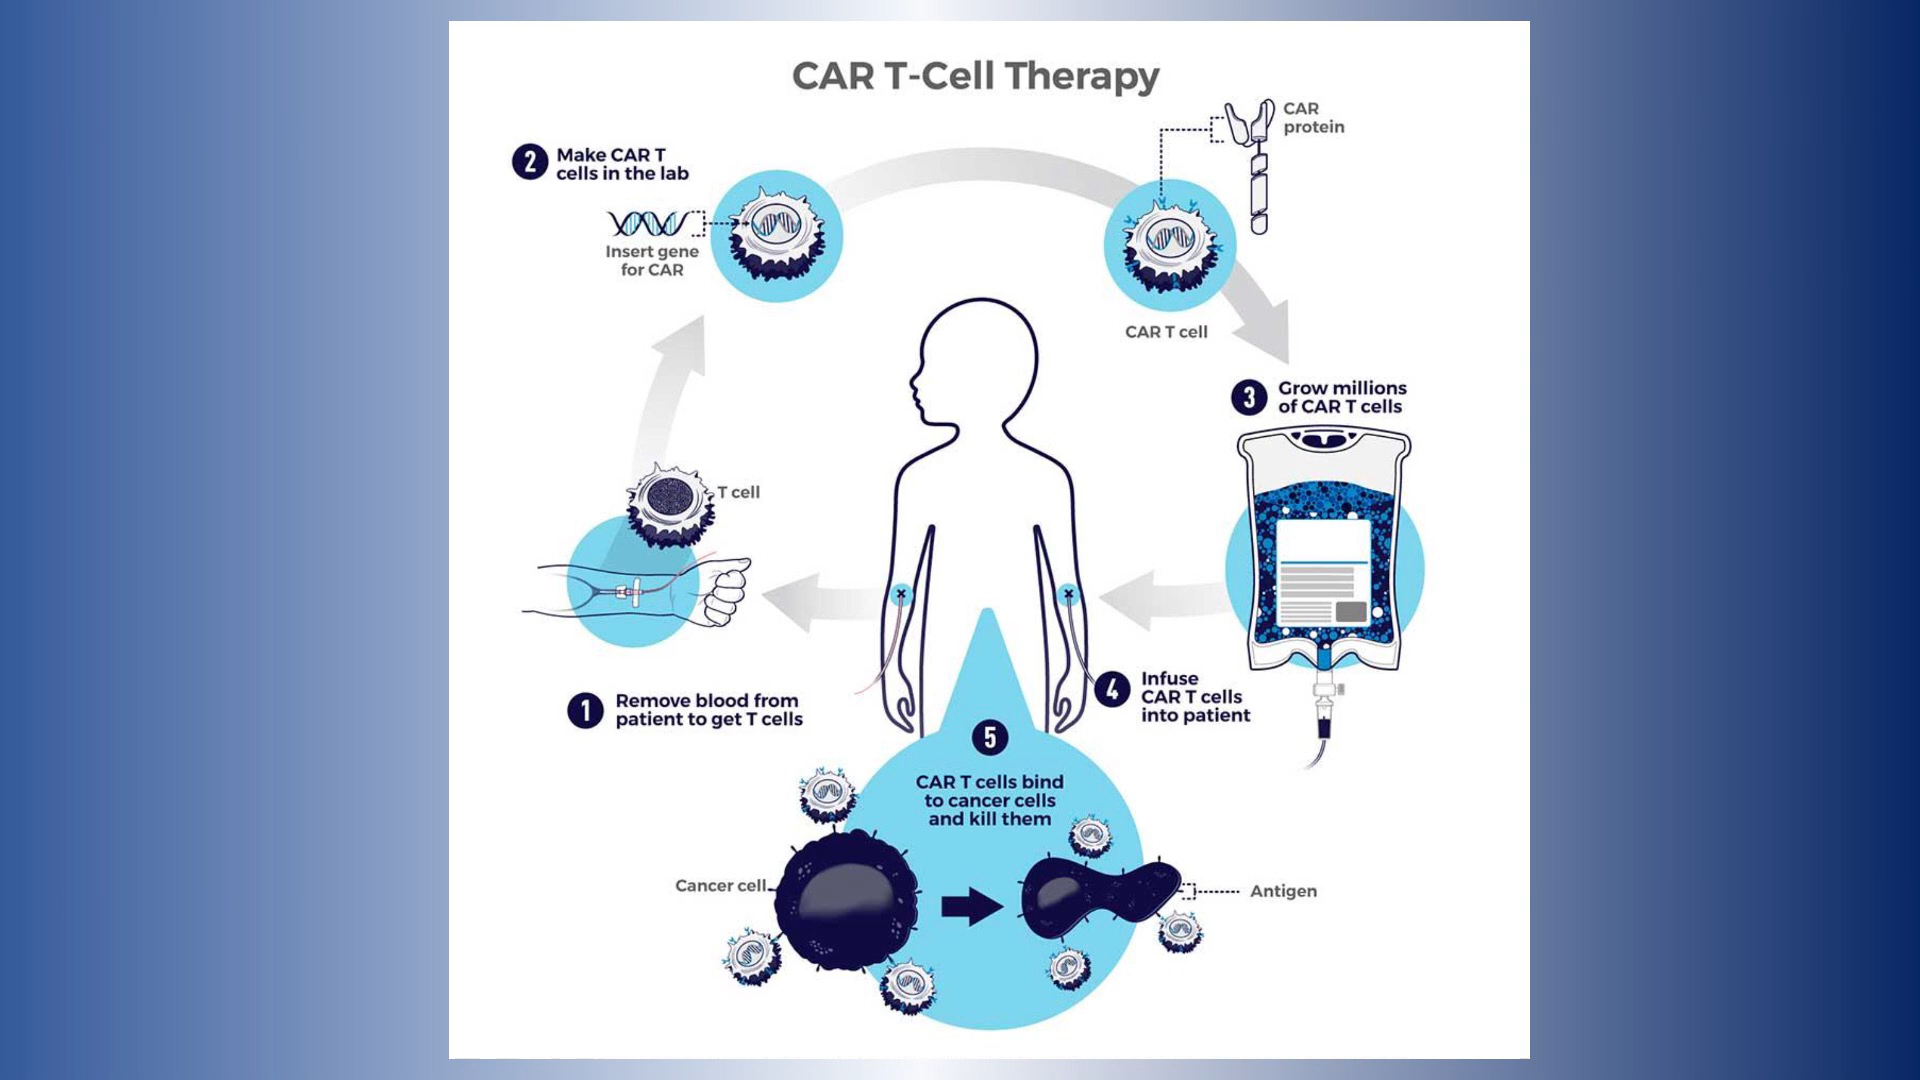 CAR T-Cell Therapy
CAR
protein
2
Make CAR T
cells in the lab
Insert gene
for CAR
CAR T cell
3
Grow millions
of CAR T cells
T cell
1
Remove blood from
patient to get T cells
4
Infuse
CAR T cells
into patient
5
CAR T cells bind
to cancer cells
and kill them
Cancer cell
Antigen